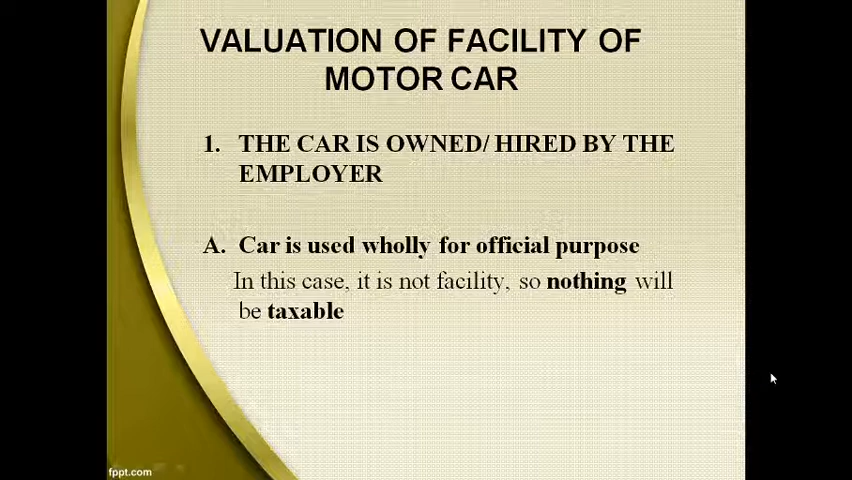 VALUATION OF FACILITY OF
MOTOR CAR
1. THE CAR IS OWNED/ HIRED BY THE
EMPLOYER
A. Car is used wholly for official purpose
In this case, it is not facility, so nothing will
be taxable
fppt.com